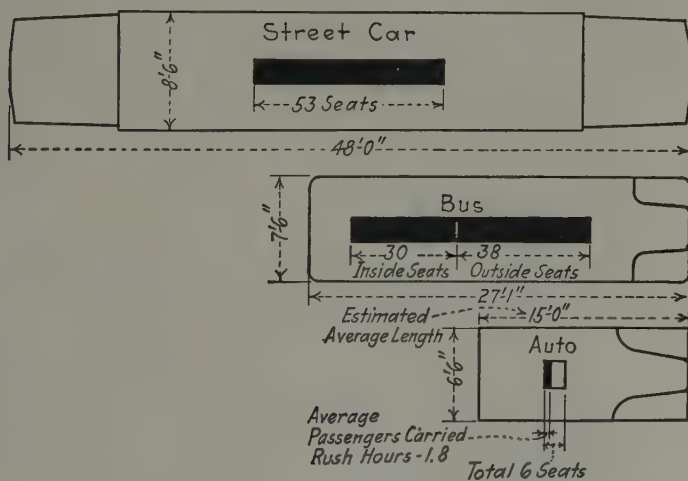 Street Car
8'6"
53 Seats
48'-0"
Bus
7'6"
30 38
Inside Seats Outside Seats
27'1"
Estimated 15'0"
Average Length
Auto
6'6"
Average
Passengers Carried
Rush Hours-1.8
Total 6 Seats